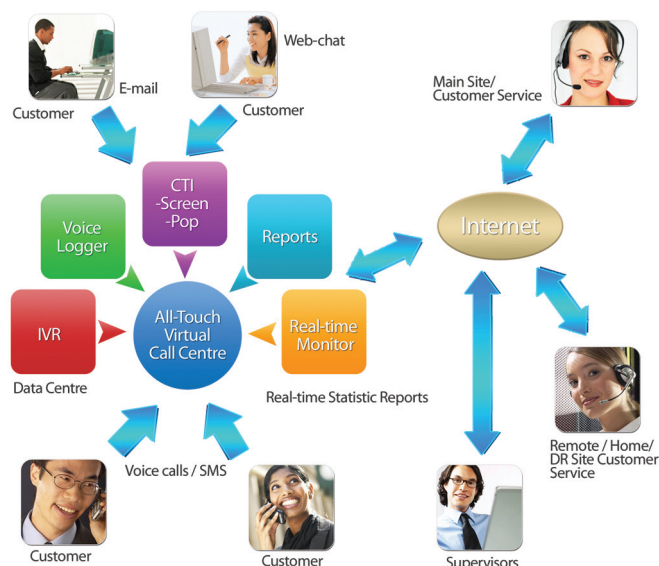 E-mail
Customer
Web-chat
Customer
Main Site/
Customer Service
CTI
-Screen
-Pop
Voice
Logger
Reports
Internet
IVR
All-Touch
Virtual
Call Centre
Real-time
Monitor
Data Centre
Real-time Statistic Reports
Remote / Home/
DR Site Customer
Service
Voice calls / SMS
Customer
Customer
Supervisors